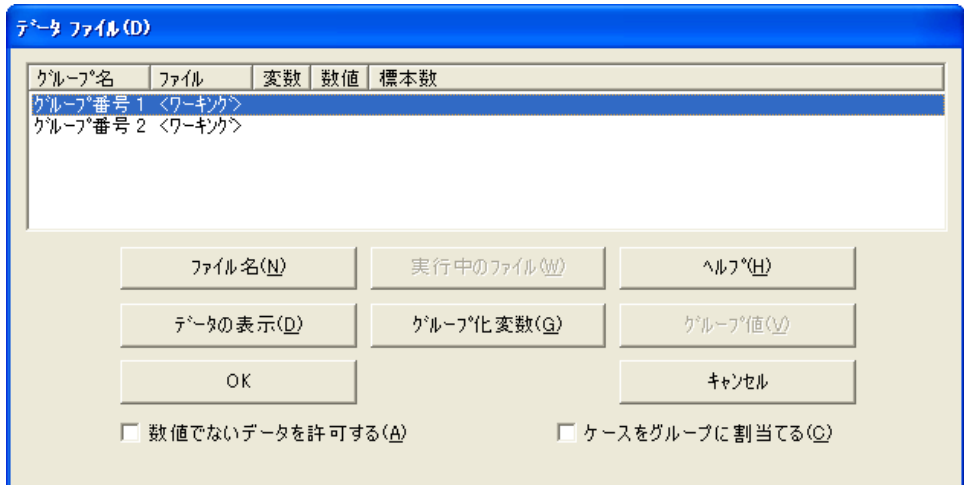 データ ファイル(D)
グループ名 ファイル 変数 数値 標本数
グループ番号 1 <ワーキング>
グループ番号 2 <ワーキング>
ファイル名(N) 実行中のファイル(W) ヘルプ(H)
データの表示(D) グループ化変数(G) グループ値(V)
OK キャンセル
数値でないデータを許可する(A) ケースをグループに割当てる(C)